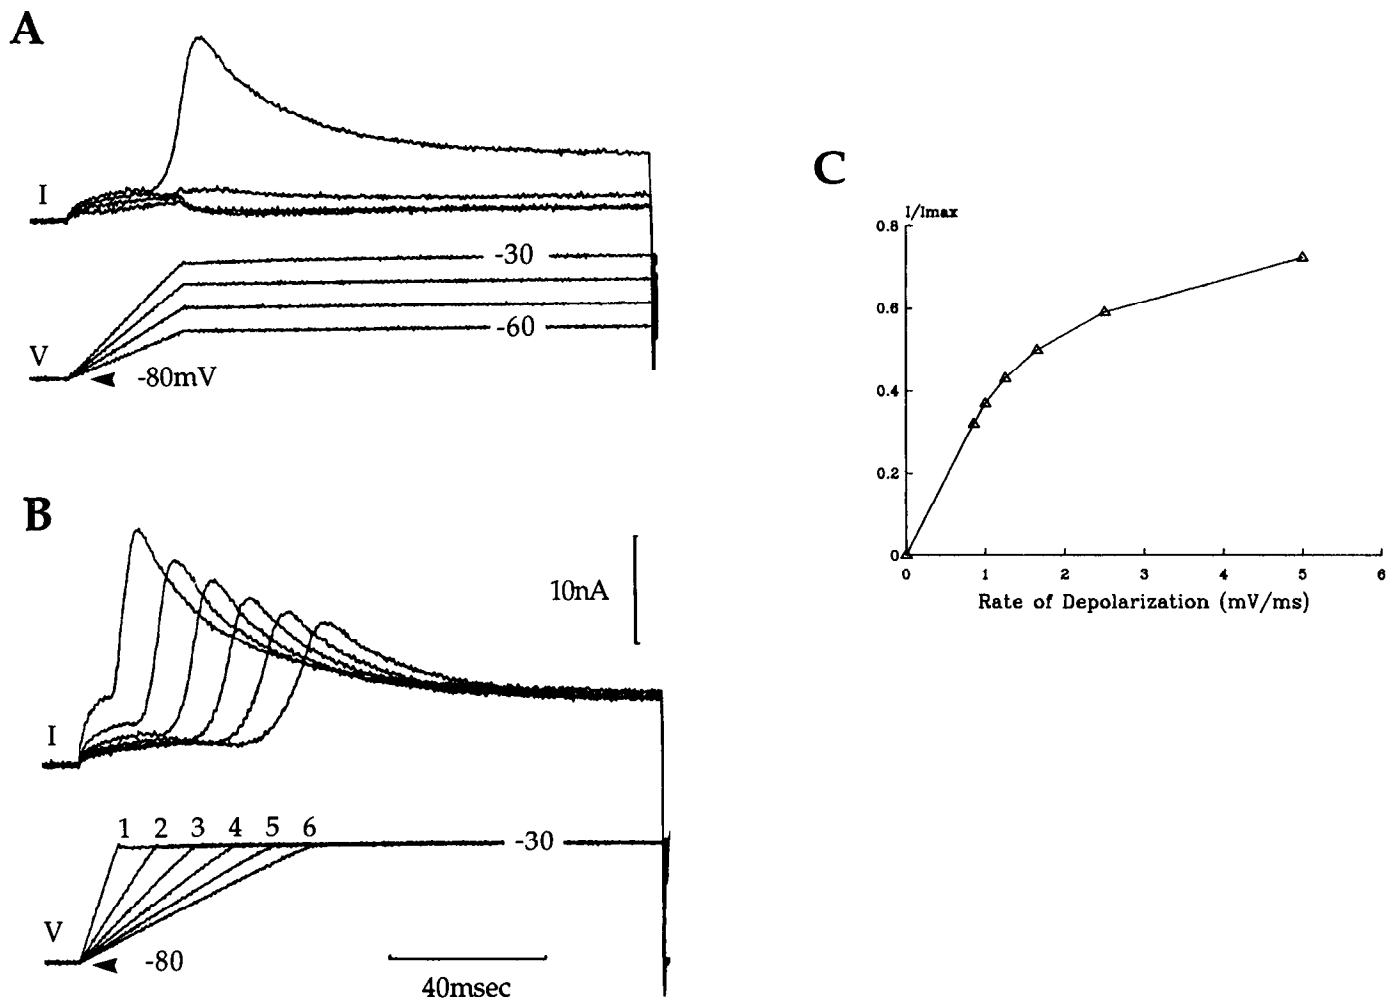 A
I
-30
-60
V
-80mV
B
10nA
I
1 2 3 4 5 6
-30
V
-80
40msec
C
I/Imax
0.8
0.6
0.4
0.2
0
0 1 2 3 4 5 6
Rate of Depolarization (mV/ms)